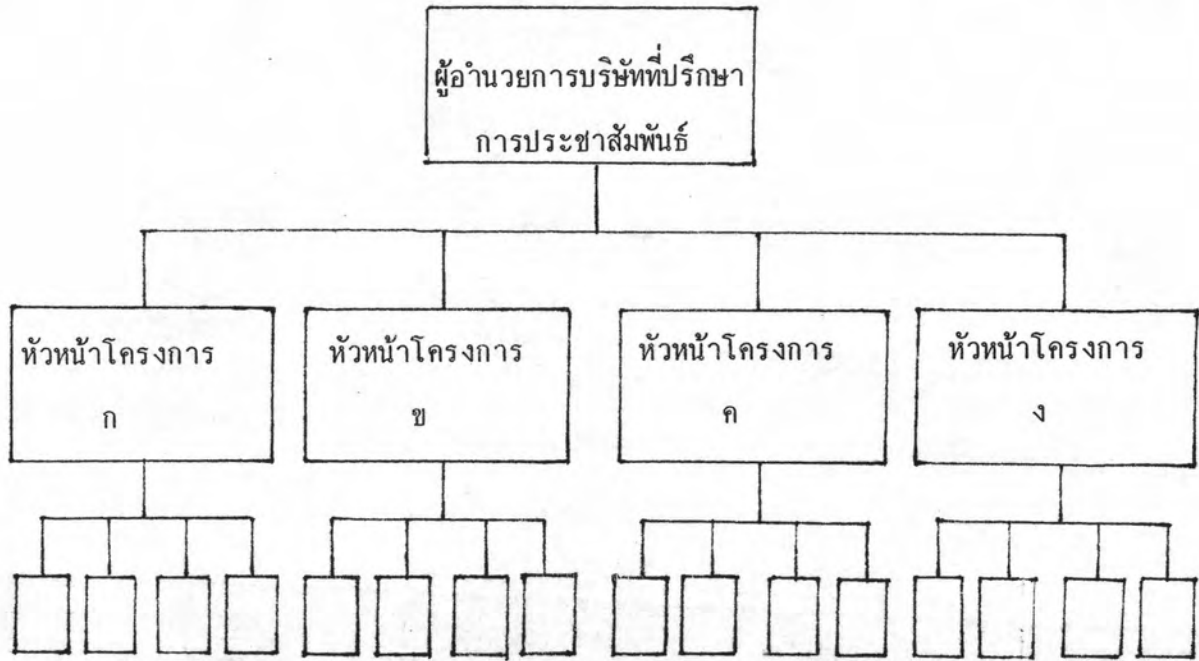 ผู้อำนวยการบริษัทที่ปรึกษา
การประชาสัมพันธ์
หัวหน้าโครงการ
ก
หัวหน้าโครงการ
ข
หัวหน้าโครงการ
ค
หัวหน้าโครงการ
ง